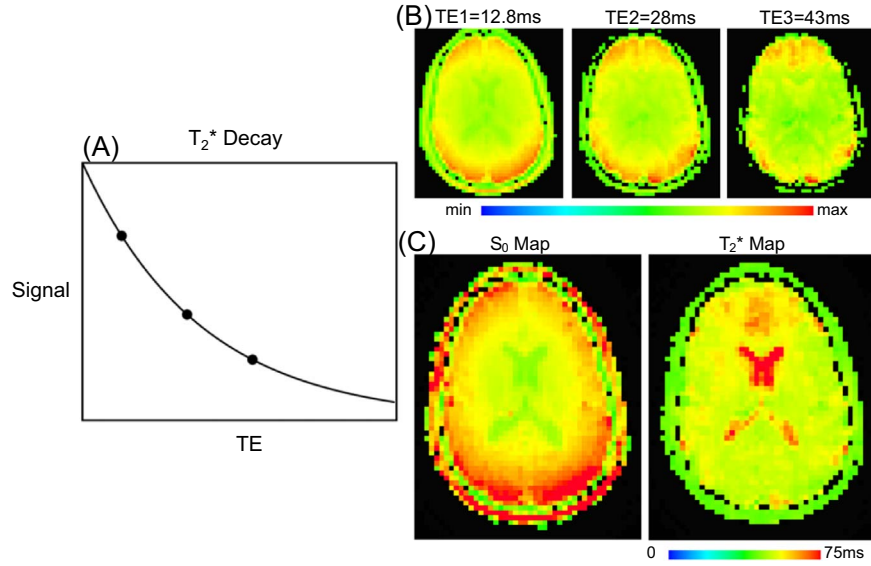 (A)
T2* Decay
Signal
TE
(B)
TE1=12.8ms TE2=28ms TE3=43ms
min max
(C)
S0 Map T2* Map
0 75ms